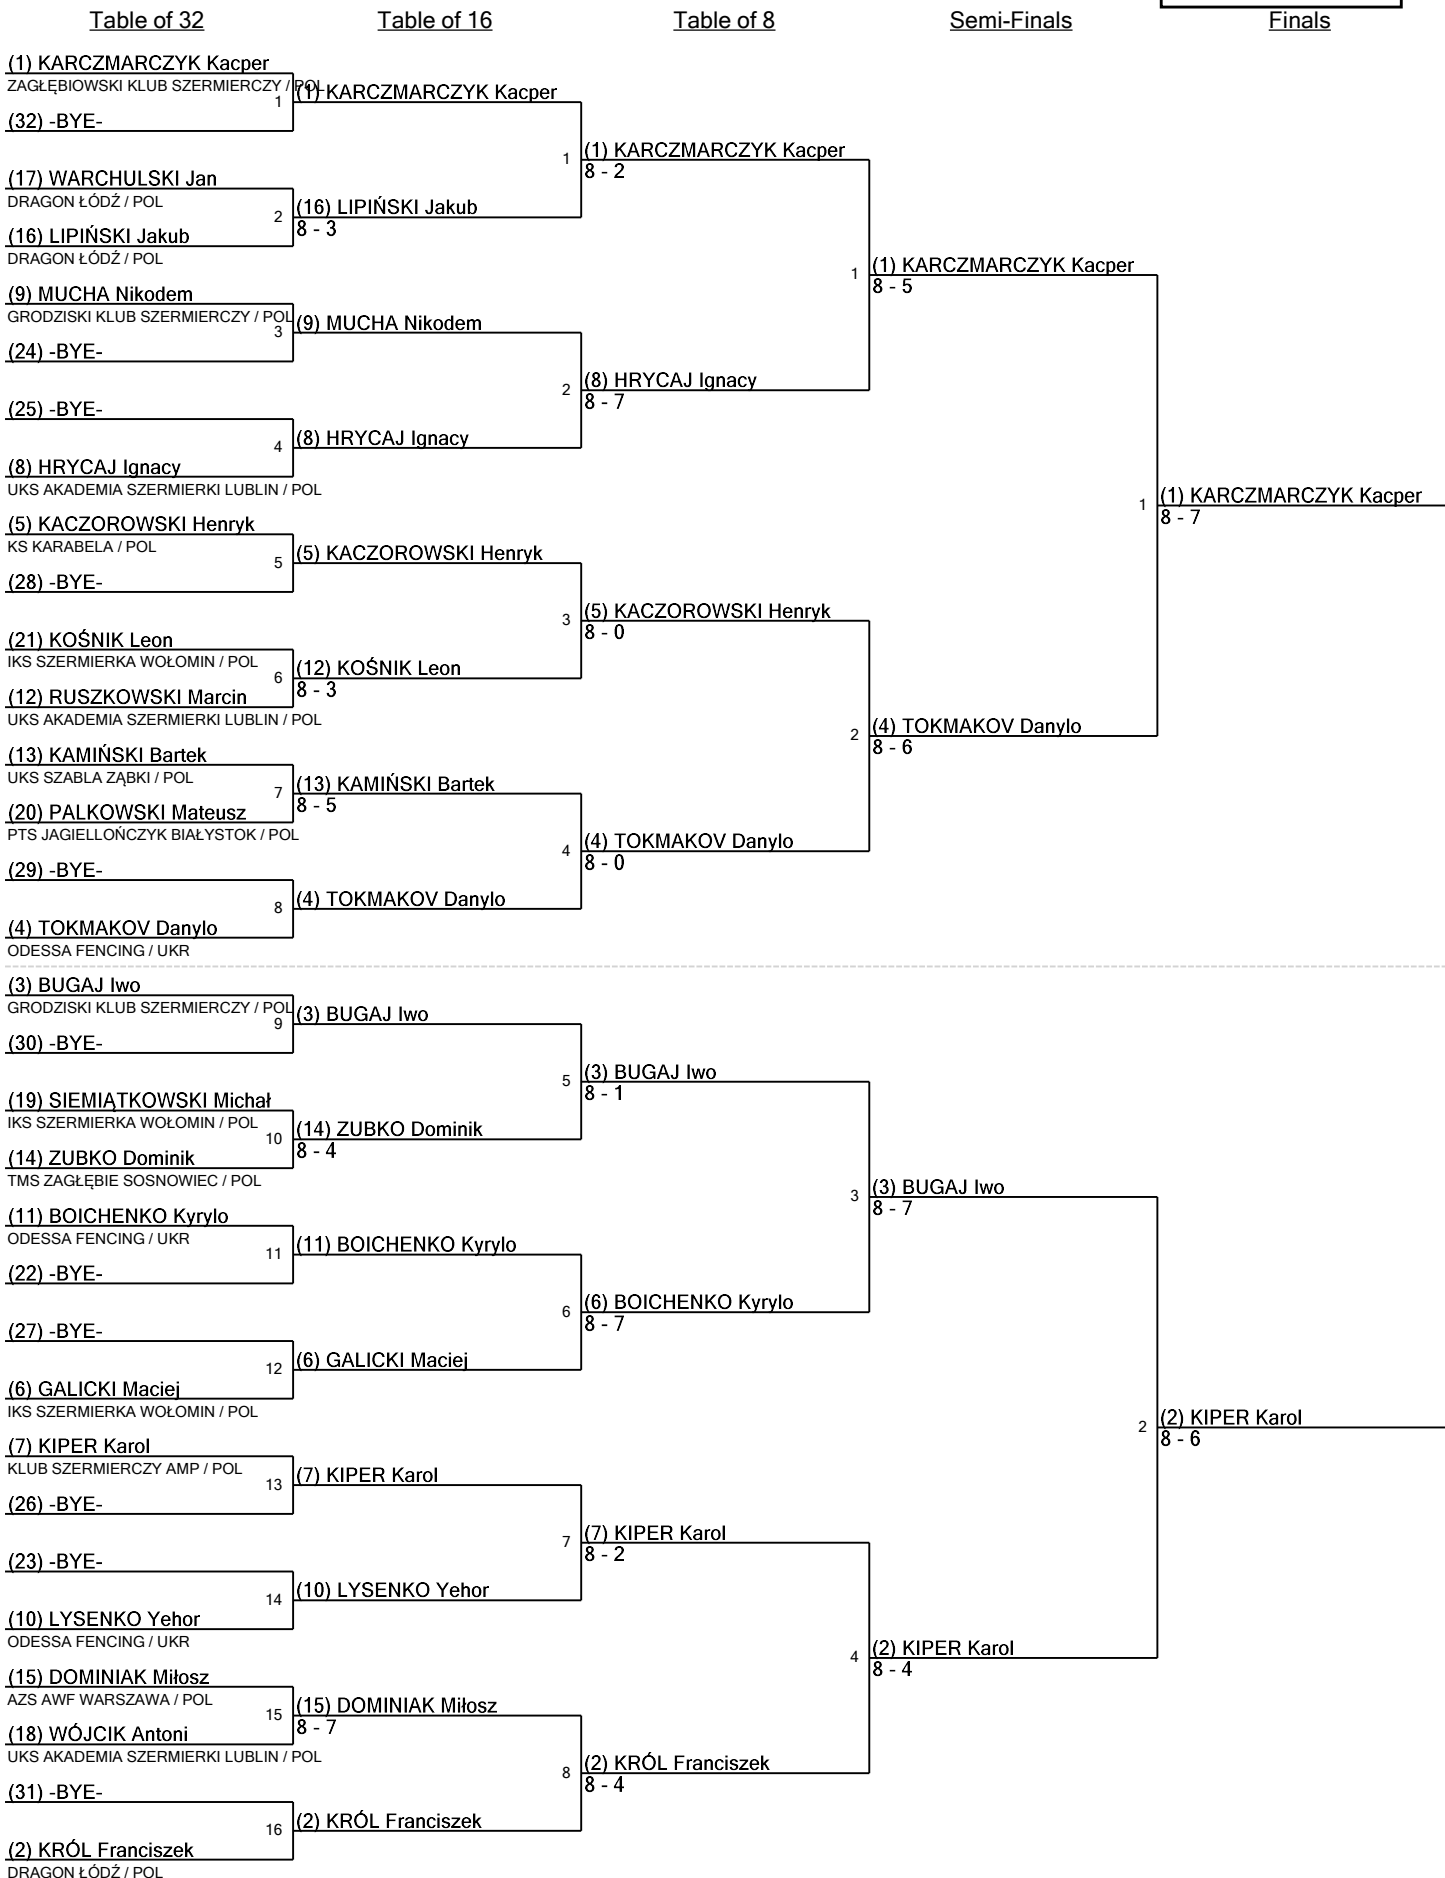 Table of 32
Table of 16
Table of 8
Semi-Finals
Finals
(1) KARCZMARCZYK Kacper
ZAGŁĘBIOWSKI KLUB SZERMIERCZY / POL
1
(32) -BYE-
(17) WARCHULSKI Jan
DRAGON ŁÓDŹ / POL
2
(16) LIPIŃSKI Jakub
DRAGON ŁÓDŹ / POL
(9) MUCHA Nikodem
GRODZISKI KLUB SZERMIERCZY / POL
3
(24) -BYE-
(25) -BYE-
4
(8) HRYCAJ Ignacy
UKS AKADEMIA SZERMIERKI LUBLIN / POL
(5) KACZOROWSKI Henryk
KS KARABELA / POL
5
(28) -BYE-
(21) KOŚNIK Leon
IKS SZERMIERKA WOŁOMIN / POL
6
(12) RUSZKOWSKI Marcin
UKS AKADEMIA SZERMIERKI LUBLIN / POL
(13) KAMIŃSKI Bartek
UKS SZABLA ZĄBKI / POL
7
(20) PALKOWSKI Mateusz
PTS JAGIELLOŃCZYK BIAŁYSTOK / POL
(29) -BYE-
8
(4) TOKMAKOV Danylo
ODESSA FENCING / UKR
(3) BUGAJ Iwo
GRODZISKI KLUB SZERMIERCZY / POL
9
(30) -BYE-
(19) SIEMIĄTKOWSKI Michał
IKS SZERMIERKA WOŁOMIN / POL
10
(14) ZUBKO Dominik
TMS ZAGŁĘBIE SOSNOWIEC / POL
(11) BOICHENKO Kyrylo
ODESSA FENCING / UKR
11
(22) -BYE-
(27) -BYE-
12
(6) GALICKI Maciej
IKS SZERMIERKA WOŁOMIN / POL
(7) KIPER Karol
KLUB SZERMIERCZY AMP / POL
13
(26) -BYE-
(23) -BYE-
14
(10) LYSENKO Yehor
ODESSA FENCING / UKR
(15) DOMINIAK Miłosz
AZS AWF WARSZAWA / POL
15
(18) WÓJCIK Antoni
UKS AKADEMIA SZERMIERKI LUBLIN / POL
(31) -BYE-
16
(2) KRÓL Franciszek
DRAGON ŁÓDŹ / POL
(1) KARCZMARCZYK Kacper
1
(16) LIPIŃSKI Jakub
8 - 3
(9) MUCHA Nikodem
2
(8) HRYCAJ Ignacy
(5) KACZOROWSKI Henryk
3
(12) KOŚNIK Leon
8 - 3
(13) KAMIŃSKI Bartek
8 - 5
4
(4) TOKMAKOV Danylo
(3) BUGAJ Iwo
5
(14) ZUBKO Dominik
8 - 4
(11) BOICHENKO Kyrylo
6
(6) GALICKI Maciej
(7) KIPER Karol
7
(10) LYSENKO Yehor
(15) DOMINIAK Miłosz
8 - 7
8
(2) KRÓL Franciszek
(1) KARCZMARCZYK Kacper
8 - 2
1
(8) HRYCAJ Ignacy
8 - 7
(5) KACZOROWSKI Henryk
8 - 0
2
(4) TOKMAKOV Danylo
8 - 0
(3) BUGAJ Iwo
8 - 1
3
(6) BOICHENKO Kyrylo
8 - 7
(7) KIPER Karol
8 - 2
4
(2) KRÓL Franciszek
8 - 4
(1) KARCZMARCZYK Kacper
8 - 5
1
(4) TOKMAKOV Danylo
8 - 6
(3) BUGAJ Iwo
8 - 7
2
(2) KIPER Karol
8 - 4
(1) KARCZMARCZYK Kacper
8 - 7
(2) KIPER Karol
8 - 6